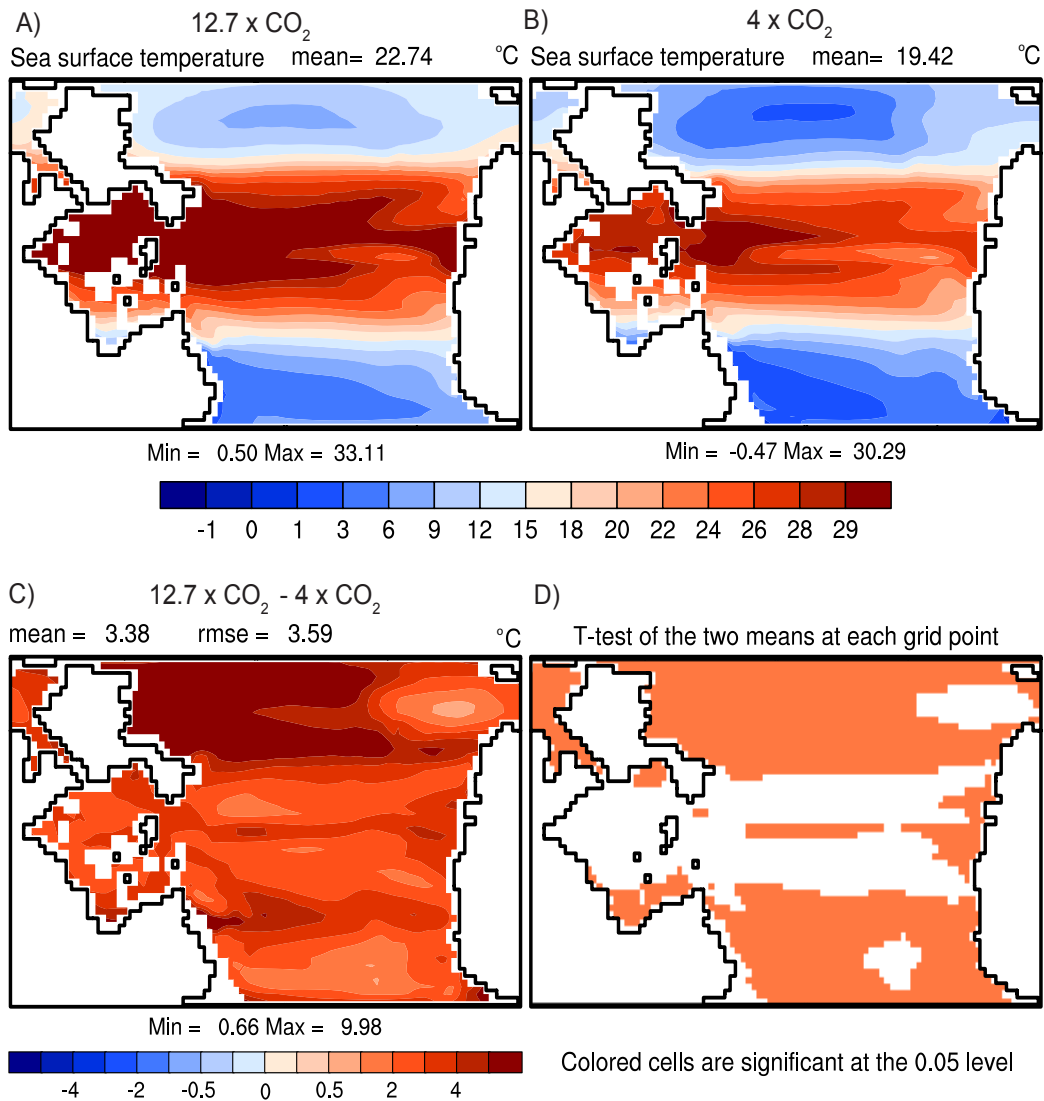 A) 12.7 x CO₂
Sea surface temperature mean= 22.74 °C
Min = 0.50 Max = 33.11
B) 4 x CO₂
Sea surface temperature mean= 19.42 °C
Min = -0.47 Max = 30.29
-1 0 1 3 6 9 12 15 18 20 22 24 26 28 29
C) 12.7 x CO₂ - 4 x CO₂
mean = 3.38 rmse = 3.59 °C
Min = 0.66 Max = 9.98
-4 -2 -0.5 0 0.5 2 4
D)
T-test of the two means at each grid point
Colored cells are significant at the 0.05 level